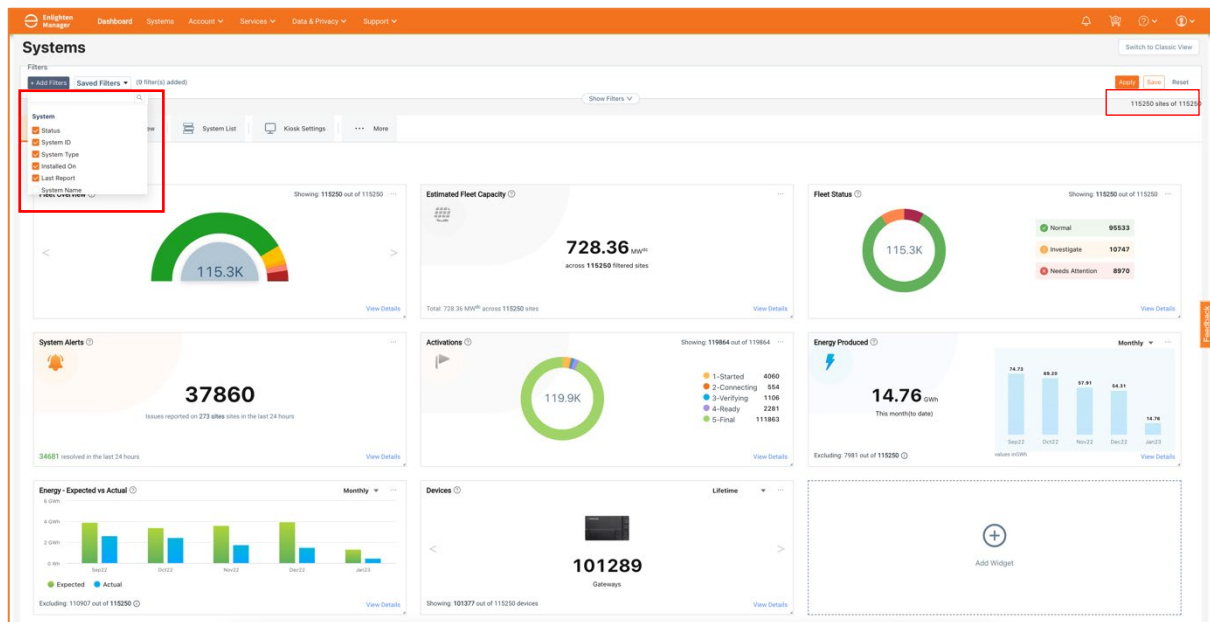 Enlighten Manager Dashboard Systems Account Services Data & Privacy Support
Systems
Switch to Classic View
Filters
+ Add Filters Saved Filters (0 filter(s) added) Apply Save Reset
Show Filters
115250 sites of 115250
System
Status
System ID
System Type
Installed On
Last Report
System Name
System List Kiosk Settings ... More
Fleet Overview Showing: 115250 out of 115250 ...
115.3K
View Details
Estimated Fleet Capacity ...
728.36 MWdc
across 115250 filtered sites
Total: 728.36 MWdc across 115250 sites View Details
Fleet Status Showing: 115250 out of 115250 ...
115.3K
Normal 95533
Investigate 10747
Needs Attention 8970
View Details
System Alerts ...
37860
Issues reported on 273 sites sites in the last 24 hours
34681 resolved in the last 24 hours View Details
Activations Showing: 119864 out of 119864 ...
119.9K
1-Started 4060
2-Connecting 554
3-Verifying 1106
4-Ready 2281
5-Final 111863
View Details
Energy Produced Monthly ...
14.76 GWh
This month(to date)
74.73 69.20 57.91 54.31 14.76
Sep22 Oct22 Nov22 Dec22 Jan23
values inGWh
Excluding: 7981 out of 115250 View Details
Feedback
Energy - Expected vs Actual Monthly ...
6 GWh
4 GWh
2 GWh
0 Wh
Sep22 Oct22 Nov22 Dec22 Jan23
Expected Actual
Excluding: 110907 out of 115250 View Details
Devices Lifetime ...
101289
Gateways
Showing: 101377 out of 115250 devices View Details
Add Widget